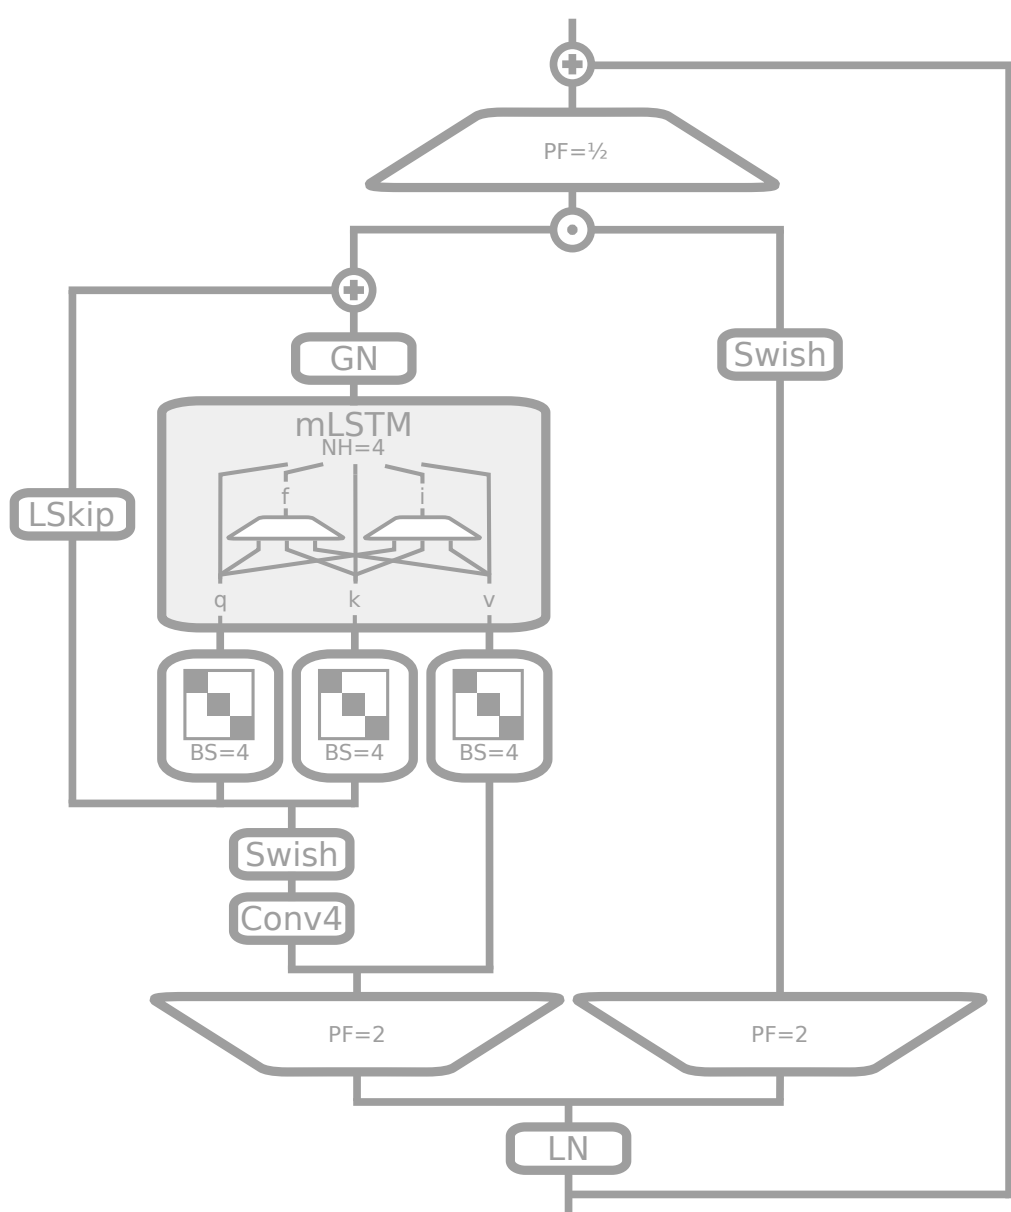 PF=½
GN
Swish
mLSTM
NH=4
f
i
LSkip
q
k
v
BS=4
BS=4
BS=4
Swish
Conv4
PF=2
PF=2
LN